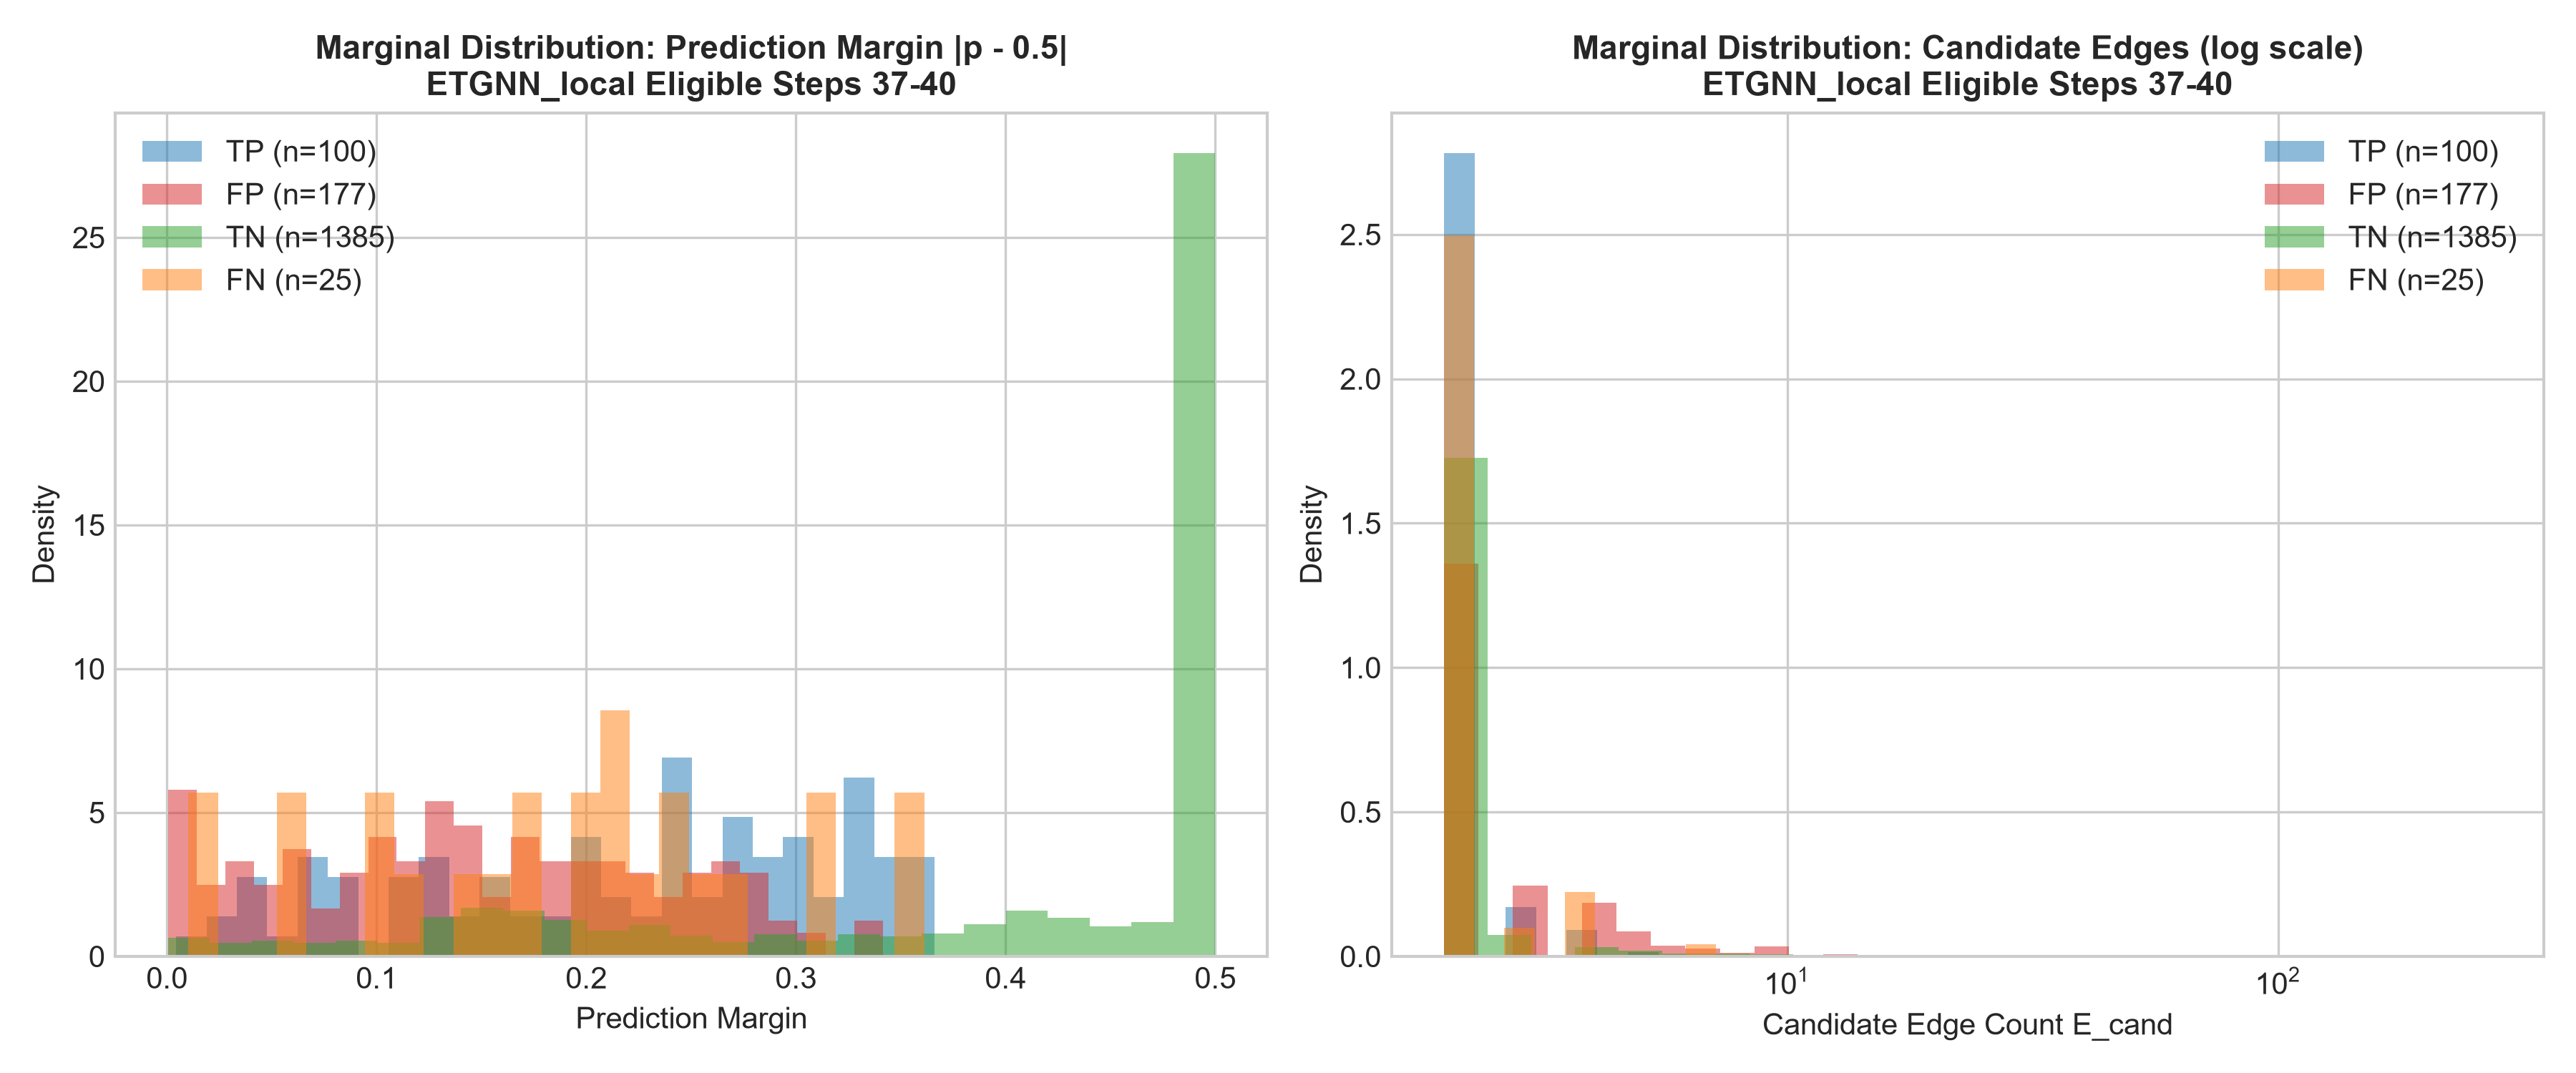 Marginal Distribution: Prediction Margin |p - 0.5|
ETGNN_local Eligible Steps 37-40
TP (n=100)
FP (n=177)
TN (n=1385)
FN (n=25)
25
20
15
10
5
0
Density
0.0 0.1 0.2 0.3 0.4 0.5
Prediction Margin
Marginal Distribution: Candidate Edges (log scale)
ETGNN_local Eligible Steps 37-40
TP (n=100)
FP (n=177)
TN (n=1385)
FN (n=25)
2.5
2.0
1.5
1.0
0.5
0.0
Density
10¹ 10²
Candidate Edge Count E_cand